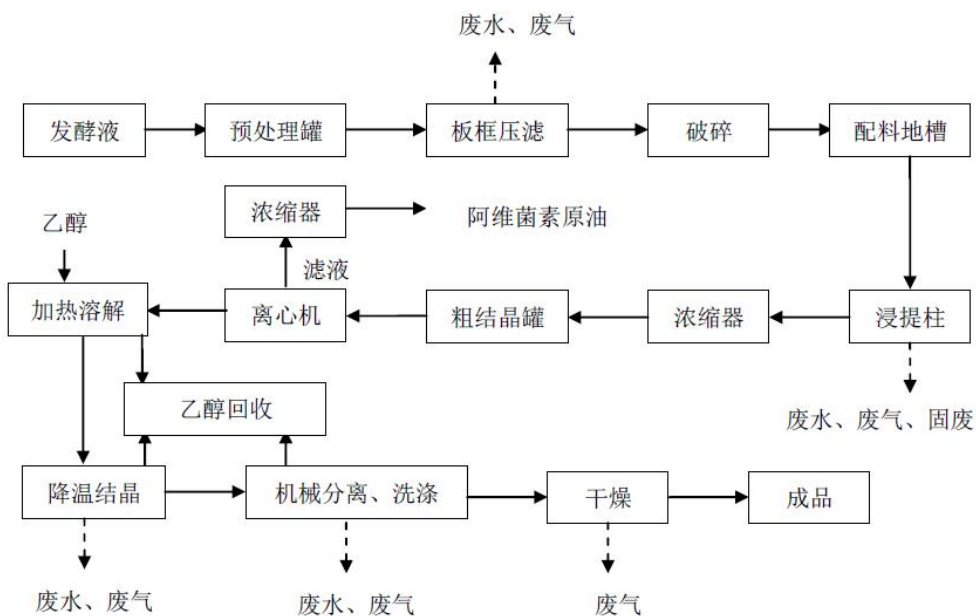 废水、废气
发酵液
预处理罐
板框压滤
破碎
配料地槽
浓缩器
阿维菌素原油
乙醇
滤液
加热溶解
离心机
粗结晶罐
浓缩器
浸提柱
乙醇回收
废水、废气、固废
降温结晶
机械分离、洗涤
干燥
成品
废水、废气
废水、废气
废气